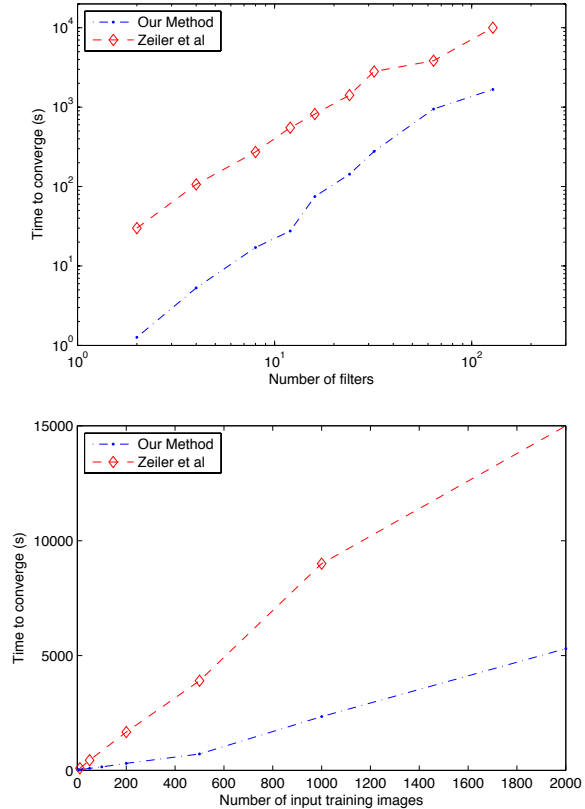 Our Method
Zeiler et al
Time to converge (s)
10^4
10^3
10^2
10^1
10^0
10^0
10^1
10^2
Number of filters
Our Method
Zeiler et al
Time to converge (s)
15000
10000
5000
0
0 200 400 600 800 1000 1200 1400 1600 1800 2000
Number of input training images